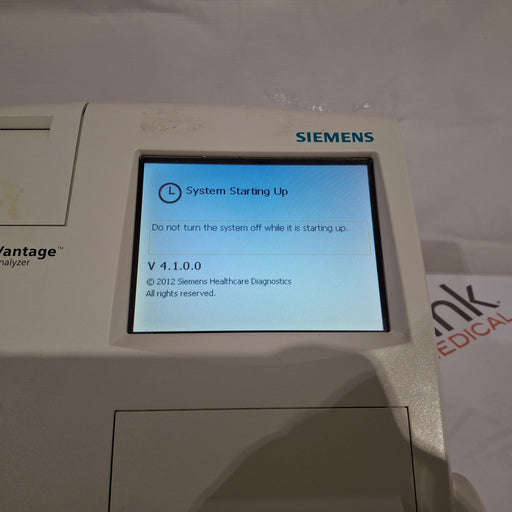 SIEMENS
System Starting Up
Do not turn the system off while it is starting up.
Vantage™
nalyzer
V 4.1.0.0
© 2012 Siemens Healthcare Diagnostics
All rights reserved.
nk
MEDICAL